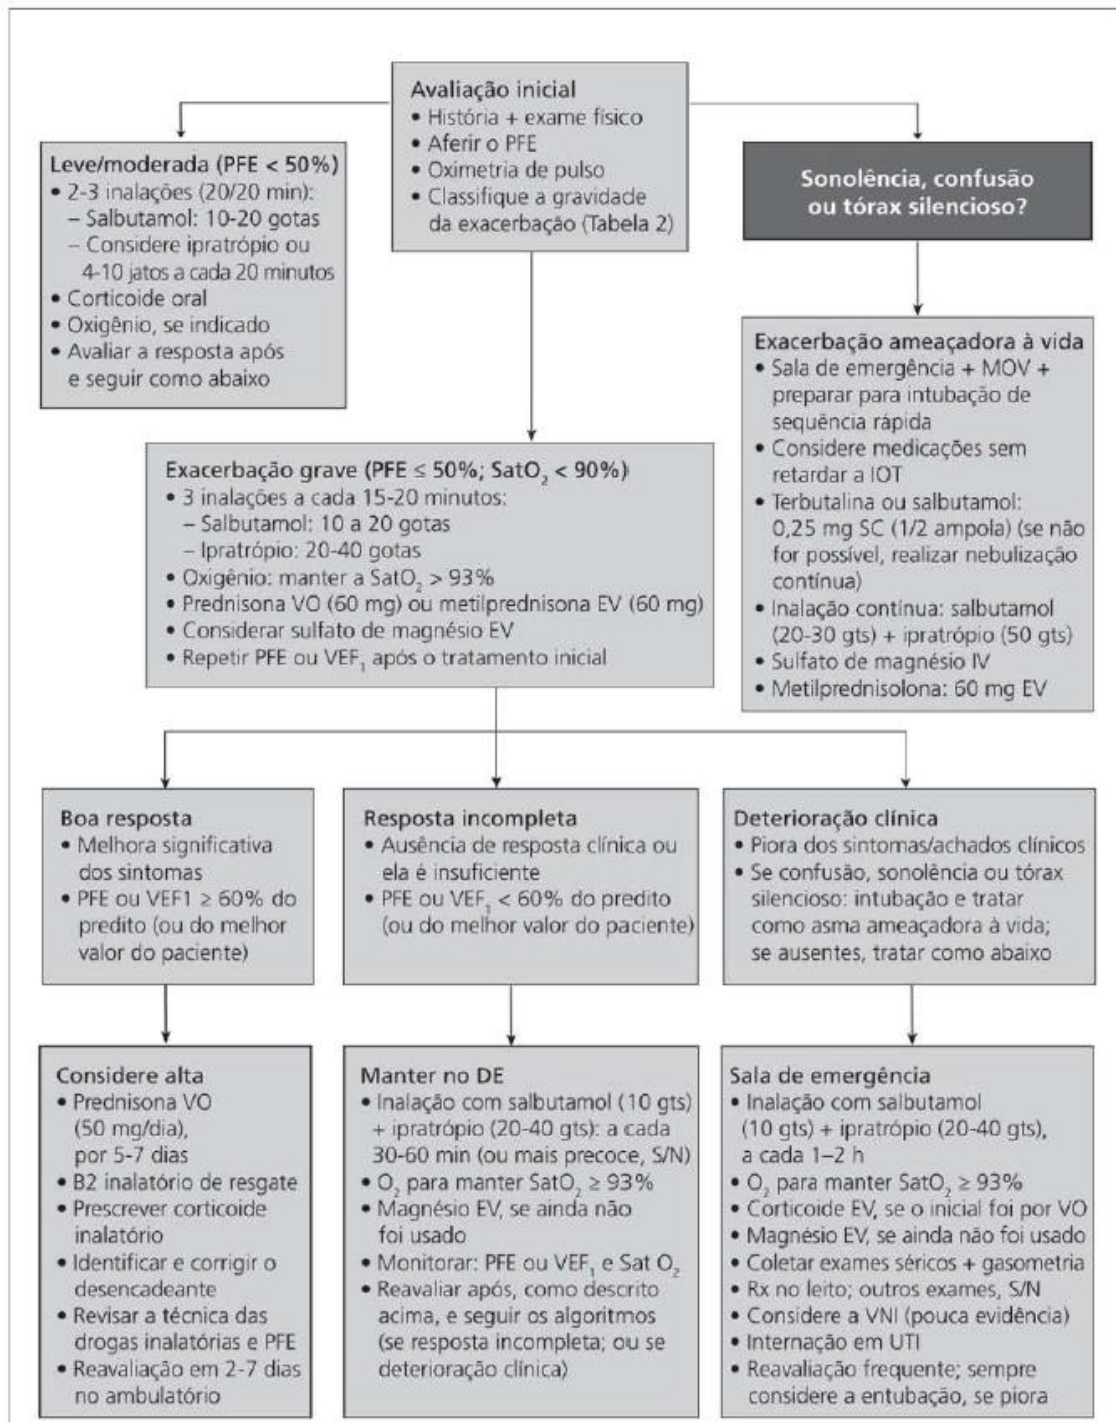 Avaliação inicial
• História + exame físico
• Aferir o PFE
• Oximetria de pulso
• Classifique a gravidade
da exacerbação (Tabela 2)
Leve/moderada (PFE < 50%)
• 2-3 inalações (20/20 min):
– Salbutamol: 10-20 gotas
– Considere ipratrópio ou
4-10 jatos a cada 20 minutos
• Corticoide oral
• Oxigênio, se indicado
• Avaliar a resposta após
e seguir como abaixo
Sonolência, confusão
ou tórax silencioso?
Exacerbação ameaçadora à vida
• Sala de emergência + MOV +
preparar para intubação de
sequência rápida
• Considere medicações sem
retardar a IOT
• Terbutalina ou salbutamol:
0,25 mg SC (1/2 ampola) (se não
for possível, realizar nebulização
contínua)
• Inalação contínua: salbutamol
(20-30 gts) + ipratrópio (50 gts)
• Sulfato de magnésio IV
• Metilprednisolona: 60 mg EV
Exacerbação grave (PFE ≤ 50%; SatO₂ < 90%)
• 3 inalações a cada 15-20 minutos:
– Salbutamol: 10 a 20 gotas
– Ipratrópio: 20-40 gotas
• Oxigênio: manter a SatO₂ > 93%
• Prednisona VO (60 mg) ou metilprednisona EV (60 mg)
• Considerar sulfato de magnésio EV
• Repetir PFE ou VEF₁ após o tratamento inicial
Boa resposta
• Melhora significativa
dos sintomas
• PFE ou VEF1 ≥ 60% do
predito (ou do melhor
valor do paciente)
Resposta incompleta
• Ausência de resposta clínica ou
ela é insuficiente
• PFE ou VEF₁ < 60% do predito
(ou do melhor valor do paciente)
Deterioração clínica
• Piora dos sintomas/achados clínicos
• Se confusão, sonolência ou tórax
silencioso: intubação e tratar
como asma ameaçadora à vida;
se ausentes, tratar como abaixo
Considere alta
• Prednisona VO
(50 mg/dia),
por 5-7 dias
• B2 inalatório de resgate
• Prescrever corticoide
inalatório
• Identificar e corrigir o
desencadeante
• Revisar a técnica das
drogas inalatórias e PFE
• Reavaliação em 2-7 dias
no ambulatório
Manter no DE
• Inalação com salbutamol (10 gts)
+ ipratrópio (20-40 gts): a cada
30-60 min (ou mais precoce, S/N)
• O₂ para manter SatO₂ ≥ 93%
• Magnésio EV, se ainda não
foi usado
• Monitorar: PFE ou VEF₁ e Sat O₂
• Reavaliar após, como descrito
acima, e seguir os algoritmos
(se resposta incompleta; ou se
deterioração clínica)
Sala de emergência
• Inalação com salbutamol
(10 gts) + ipratrópio (20-40 gts),
a cada 1–2 h
• O₂ para manter SatO₂ ≥ 93%
• Corticoide EV, se o inicial foi por VO
• Magnésio EV, se ainda não foi usado
• Coletar exames séricos + gasometria
• Rx no leito; outros exames, S/N
• Considere a VNI (pouca evidência)
• Internação em UTI
• Reavaliação frequente; sempre
considere a entubação, se piora